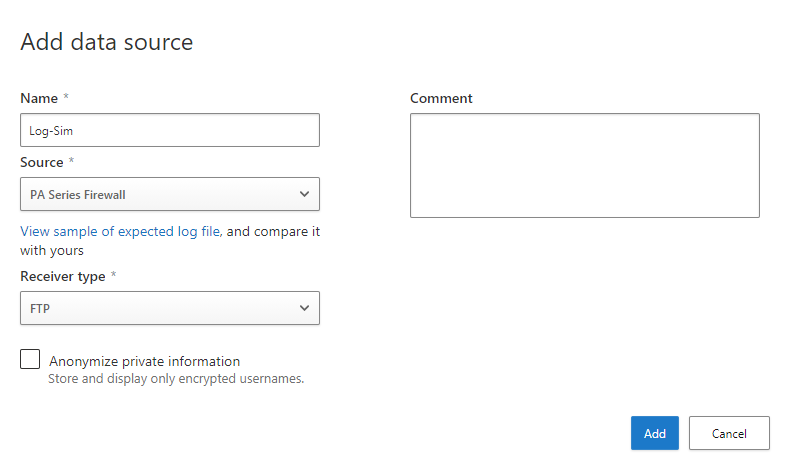 Add data source
Name *
Log-Sim
Source *
PA Series Firewall
View sample of expected log file, and compare it
with yours
Receiver type *
FTP
Anonymize private information
Store and display only encrypted usernames.
Comment
Add
Cancel